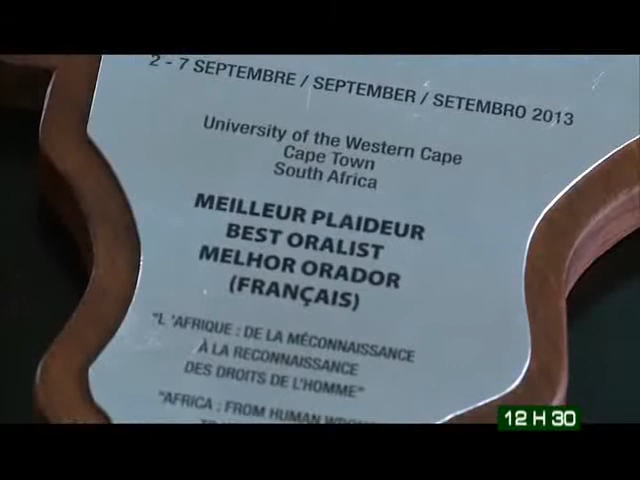 2 - 7 SEPTEMBRE / SEPTEMBER / SETEMBRO 2013
University of the Western Cape
Cape Town
South Africa
MEILLEUR PLAIDEUR
BEST ORALIST
MELHOR ORADOR
(FRANÇAIS)
"L 'AFRIQUE : DE LA MÉCONNAISSANCE
À LA RECONNAISSANCE
DES DROITS DE L'HOMME"
"AFRICA : FROM HUMAN
12 H 30